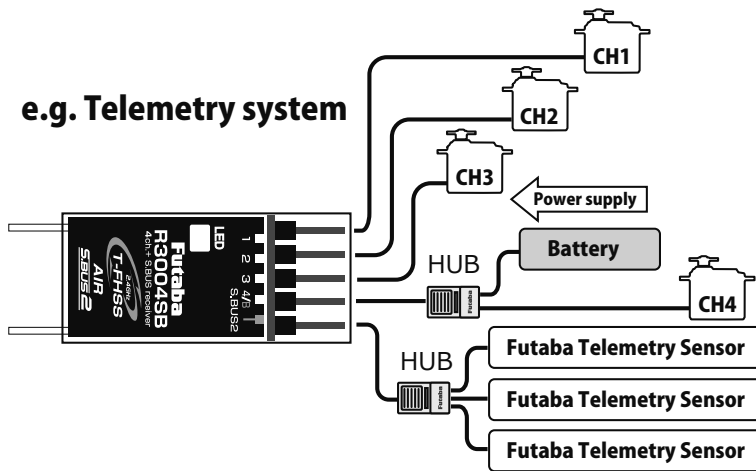 e.g. Telemetry system
CH1
CH2
CH3
Power supply
Battery
HUB
CH4
HUB
Futaba Telemetry Sensor
Futaba Telemetry Sensor
Futaba Telemetry Sensor
Futaba
Futaba
LED
Futaba
R3004SB
4ch.+ S.BUS receiver
2.4GHz
T-FHSS
AIR
S.BUS2
1
2
3
4/B
S.BUS2